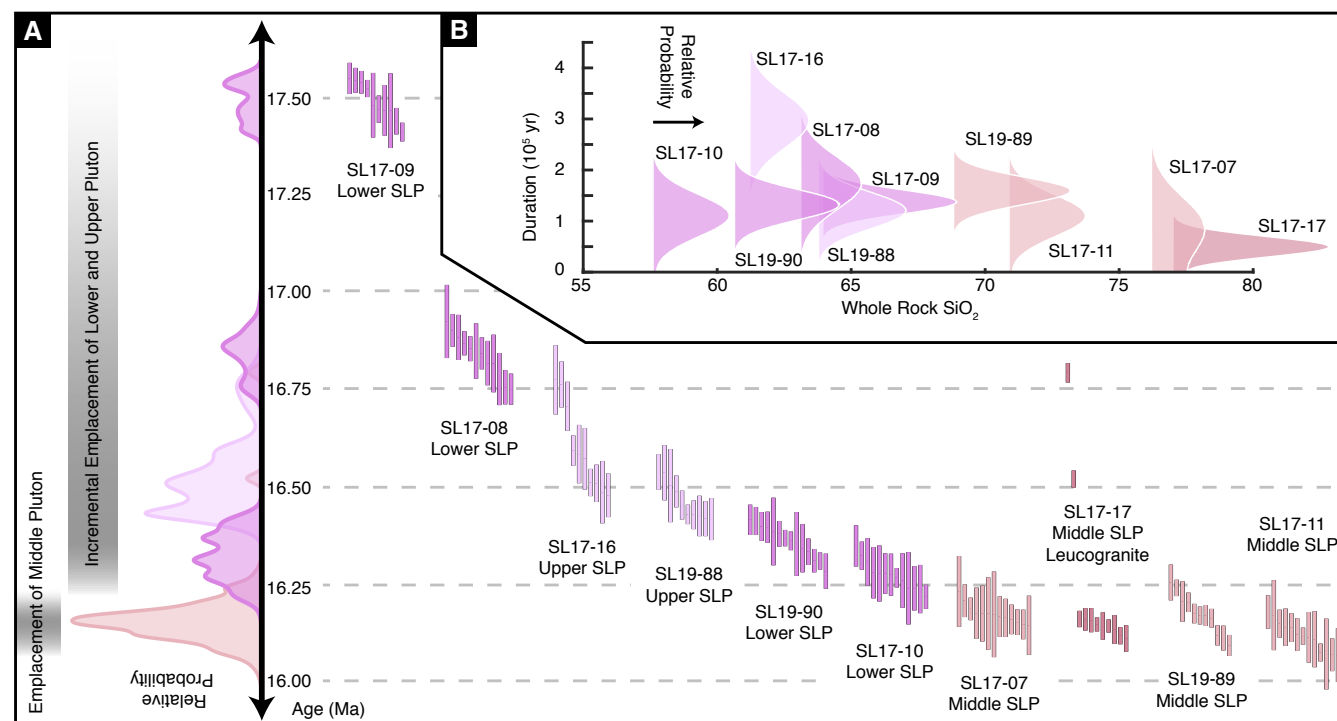 A
Emplacement of Middle Pluton
Incremental Emplacement of Lower and Upper Pluton
Relative
Probability
17.50
17.25
17.00
16.75
16.50
16.25
16.00
Age (Ma)
SL17-09
Lower SLP
SL17-08
Lower SLP
SL17-16
Upper SLP
SL19-88
Upper SLP
SL19-90
Lower SLP
SL17-10
Lower SLP
SL17-07
Middle SLP
SL17-17
Middle SLP
Leucogranite
SL19-89
Middle SLP
SL17-11
Middle SLP
B
Relative
Probability
Duration (10⁵ yr)
4
3
2
1
0
55
60
65
70
75
80
Whole Rock SiO₂
SL17-10
SL17-16
SL17-08
SL17-09
SL19-90
SL19-88
SL19-89
SL17-11
SL17-07
SL17-17